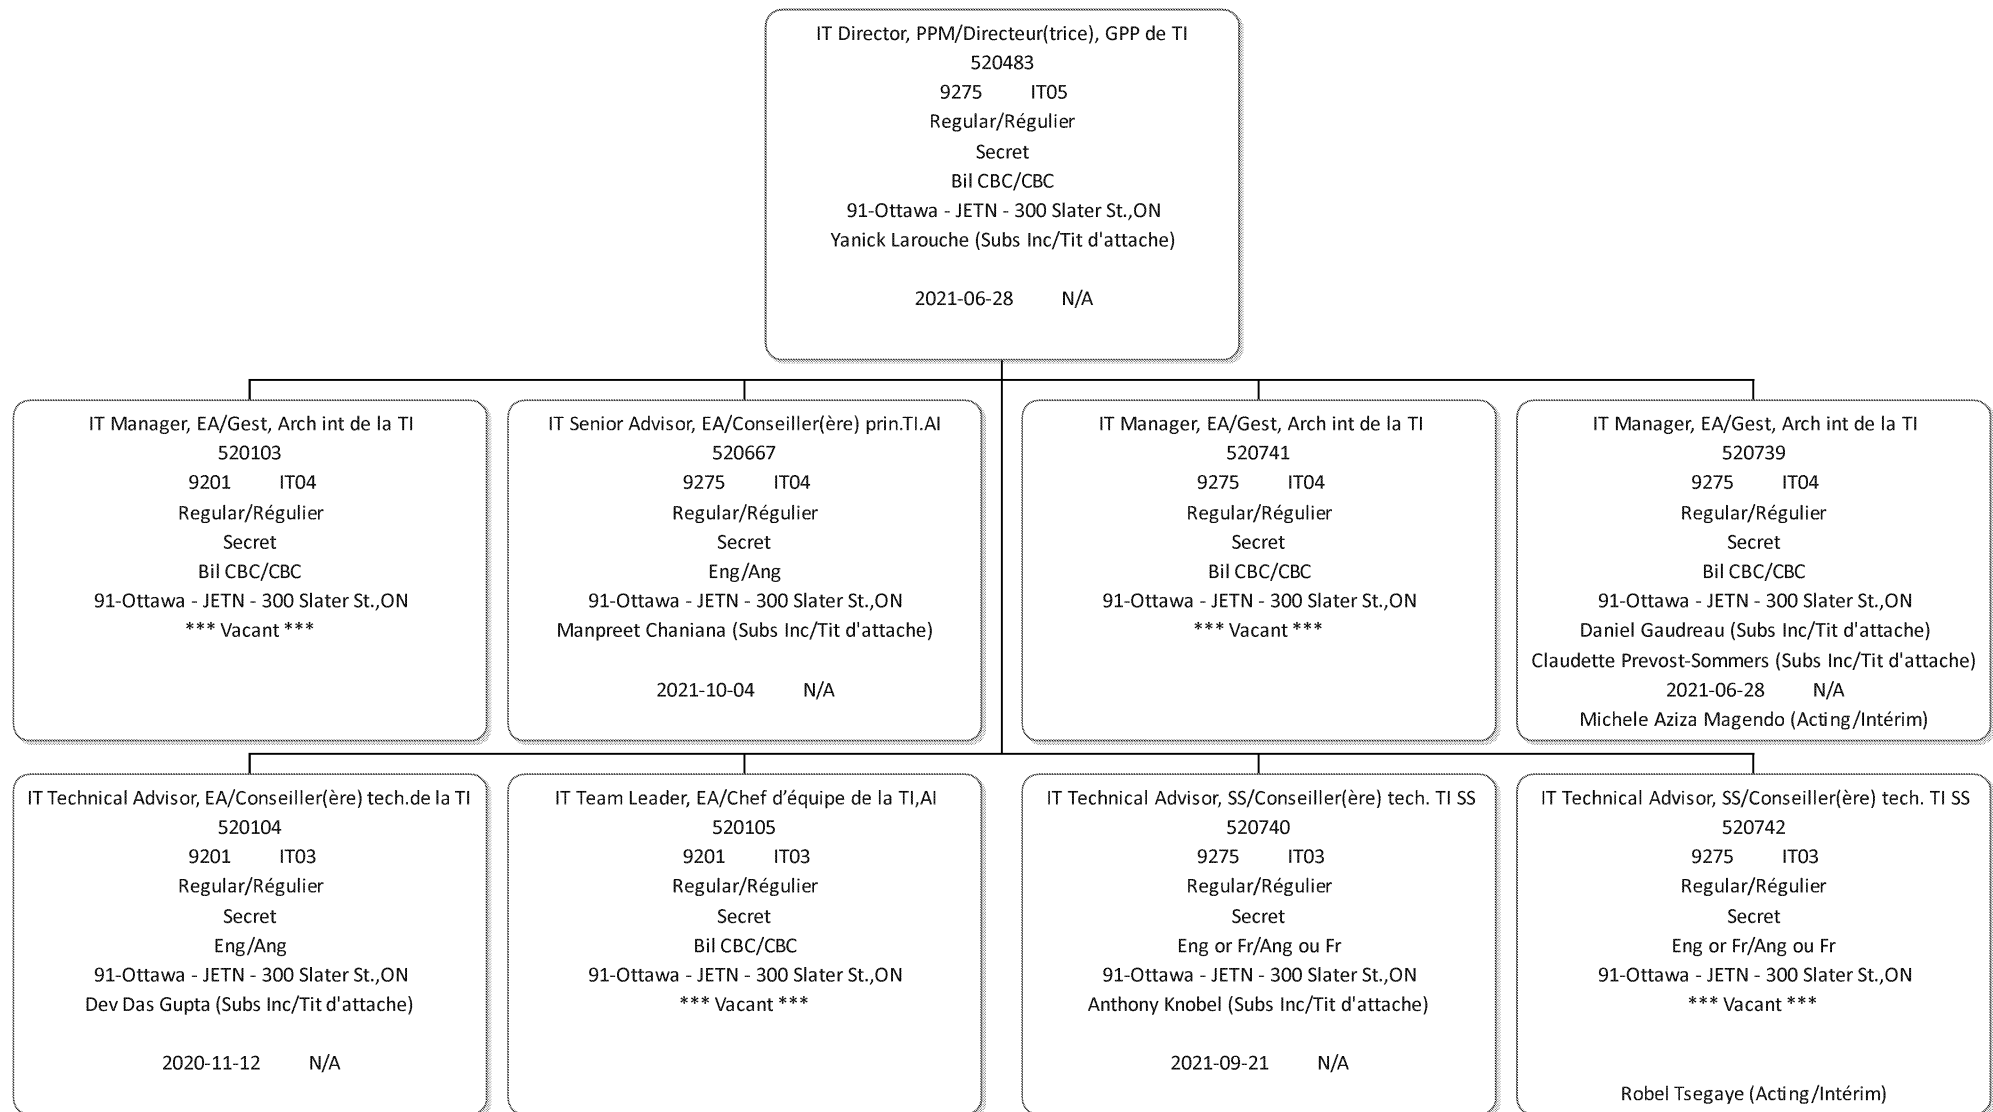 IT Director, PPM/Directeur(trice), GPP de TI
520483
9275 IT05
Regular/Régulier
Secret
Bil CBC/CBC
91-Ottawa - JETN - 300 Slater St.,ON
Yanick Larouche (Subs Inc/Tit d'attache)
2021-06-28 N/A
IT Manager, EA/Gest, Arch int de la TI
520103
9201 IT04
Regular/Régulier
Secret
Bil CBC/CBC
91-Ottawa - JETN - 300 Slater St.,ON
*** Vacant ***
IT Senior Advisor, EA/Conseiller(ère) prin.TI.AI
520667
9275 IT04
Regular/Régulier
Secret
Eng/Ang
91-Ottawa - JETN - 300 Slater St.,ON
Manpreet Chaniana (Subs Inc/Tit d'attache)
2021-10-04 N/A
IT Manager, EA/Gest, Arch int de la TI
520741
9275 IT04
Regular/Régulier
Secret
Bil CBC/CBC
91-Ottawa - JETN - 300 Slater St.,ON
*** Vacant ***
IT Manager, EA/Gest, Arch int de la TI
520739
9275 IT04
Regular/Régulier
Secret
Bil CBC/CBC
91-Ottawa - JETN - 300 Slater St.,ON
Daniel Gaudreau (Subs Inc/Tit d'attache)
Claudette Prevost-Sommers (Subs Inc/Tit d'attache)
2021-06-28 N/A
Michele Aziza Magendo (Acting/Intérim)
IT Technical Advisor, EA/Conseiller(ère) tech.de la TI
520104
9201 IT03
Regular/Régulier
Secret
Eng/Ang
91-Ottawa - JETN - 300 Slater St.,ON
Dev Das Gupta (Subs Inc/Tit d'attache)
2020-11-12 N/A
IT Team Leader, EA/Chef d’équipe de la TI,AI
520105
9201 IT03
Regular/Régulier
Secret
Bil CBC/CBC
91-Ottawa - JETN - 300 Slater St.,ON
*** Vacant ***
IT Technical Advisor, SS/Conseiller(ère) tech. TI SS
520740
9275 IT03
Regular/Régulier
Secret
Eng or Fr/Ang ou Fr
91-Ottawa - JETN - 300 Slater St.,ON
Anthony Knobel (Subs Inc/Tit d'attache)
2021-09-21 N/A
IT Technical Advisor, SS/Conseiller(ère) tech. TI SS
520742
9275 IT03
Regular/Régulier
Secret
Eng or Fr/Ang ou Fr
91-Ottawa - JETN - 300 Slater St.,ON
*** Vacant ***
Robel Tsegaye (Acting/Intérim)